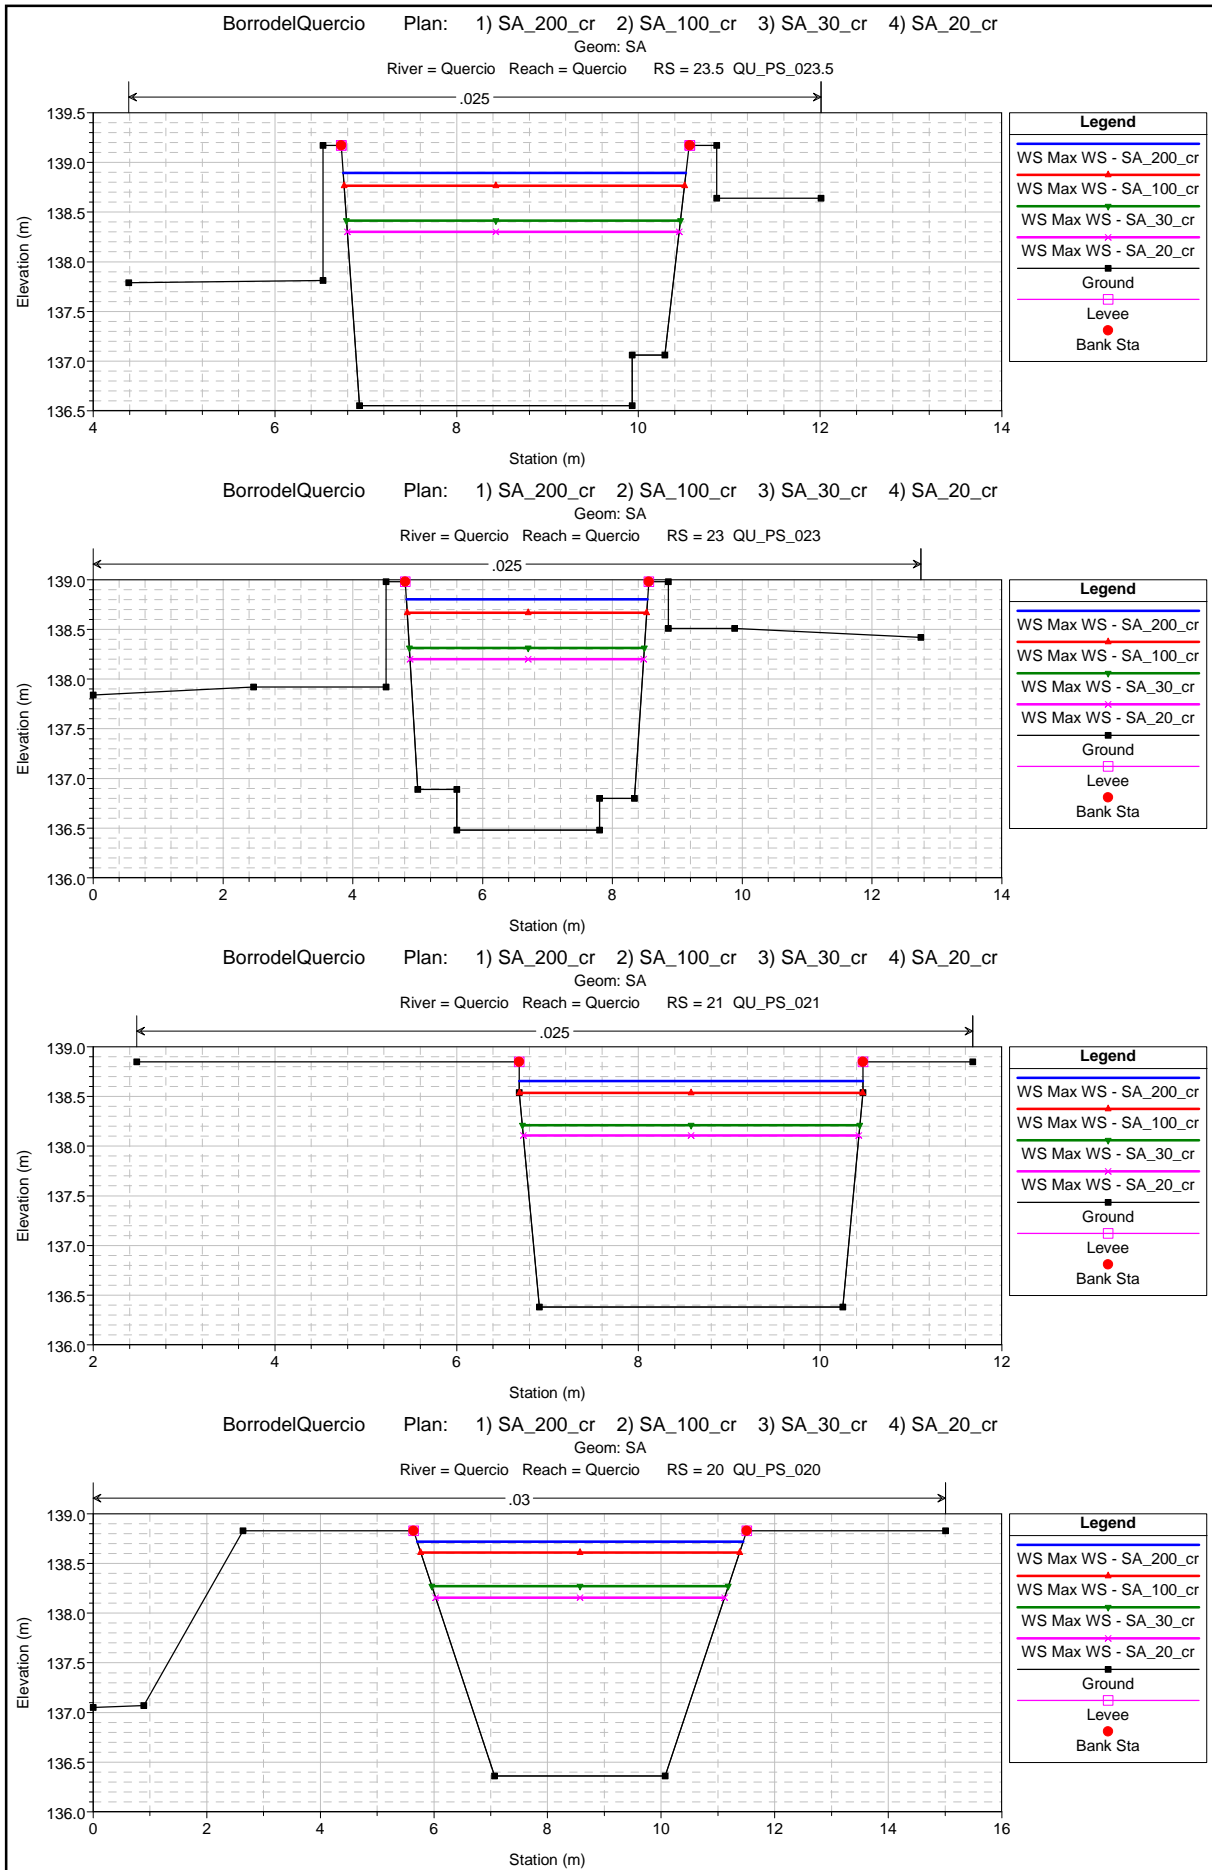 BorrodelQuercio Plan: 1) SA_200_cr 2) SA_100_cr 3) SA_30_cr 4) SA_20_cr
Geom: SA
River = Quercio Reach = Quercio RS = 23.5 QU_PS_023.5
.025
139.5
139.0
138.5
138.0
137.5
137.0
136.5
Elevation (m)
4 6 8 10 12 14
Station (m)
Legend
WS Max WS - SA_200_cr
WS Max WS - SA_100_cr
WS Max WS - SA_30_cr
WS Max WS - SA_20_cr
Ground
Levee
Bank Sta
BorrodelQuercio Plan: 1) SA_200_cr 2) SA_100_cr 3) SA_30_cr 4) SA_20_cr
Geom: SA
River = Quercio Reach = Quercio RS = 23 QU_PS_023
.025
139.0
138.5
138.0
137.5
137.0
136.5
136.0
Elevation (m)
0 2 4 6 8 10 12 14
Station (m)
Legend
WS Max WS - SA_200_cr
WS Max WS - SA_100_cr
WS Max WS - SA_30_cr
WS Max WS - SA_20_cr
Ground
Levee
Bank Sta
BorrodelQuercio Plan: 1) SA_200_cr 2) SA_100_cr 3) SA_30_cr 4) SA_20_cr
Geom: SA
River = Quercio Reach = Quercio RS = 21 QU_PS_021
.025
139.0
138.5
138.0
137.5
137.0
136.5
136.0
Elevation (m)
2 4 6 8 10 12
Station (m)
Legend
WS Max WS - SA_200_cr
WS Max WS - SA_100_cr
WS Max WS - SA_30_cr
WS Max WS - SA_20_cr
Ground
Levee
Bank Sta
BorrodelQuercio Plan: 1) SA_200_cr 2) SA_100_cr 3) SA_30_cr 4) SA_20_cr
Geom: SA
River = Quercio Reach = Quercio RS = 20 QU_PS_020
.03
139.0
138.5
138.0
137.5
137.0
136.5
136.0
Elevation (m)
0 2 4 6 8 10 12 14 16
Station (m)
Legend
WS Max WS - SA_200_cr
WS Max WS - SA_100_cr
WS Max WS - SA_30_cr
WS Max WS - SA_20_cr
Ground
Levee
Bank Sta